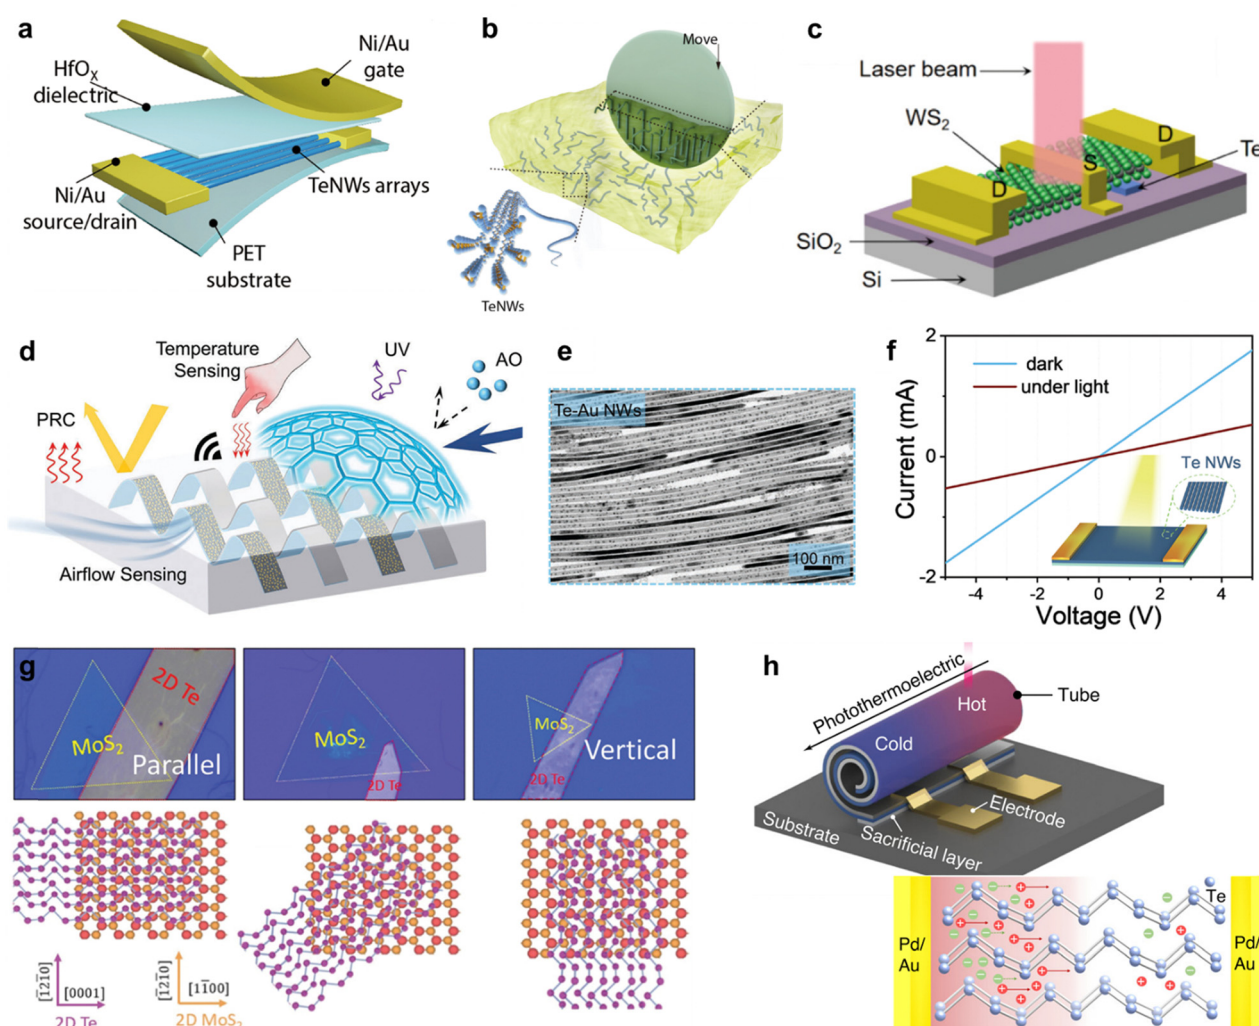 a
Ni/Au
gate
HfOₓ
dielectric
TeNWs arrays
Ni/Au
source/drain
PET
substrate
b
Move
TeNWs
c
Laser beam
WS₂
D
S
D
Te
SiO₂
Si
d
Temperature
Sensing
UV
AO
PRC
Airflow Sensing
e
Te-Au NWs
100 nm
f
2
dark
under light
Current (mA)
0
Te NWs
-2
-4
-2
0
2
4
Voltage (V)
g
2D Te
MoS₂
Parallel
MoS₂
2D Te
MoS₂
Vertical
2D Te
[1̄21̄0]
[0001]
2D Te
[1̄21̄0]
[11̄00]
2D MoS₂
h
Photothermoelectric
Hot
Tube
Cold
Electrode
Substrate
Sacrificial layer
Te
Pd/
Au
Pd/
Au